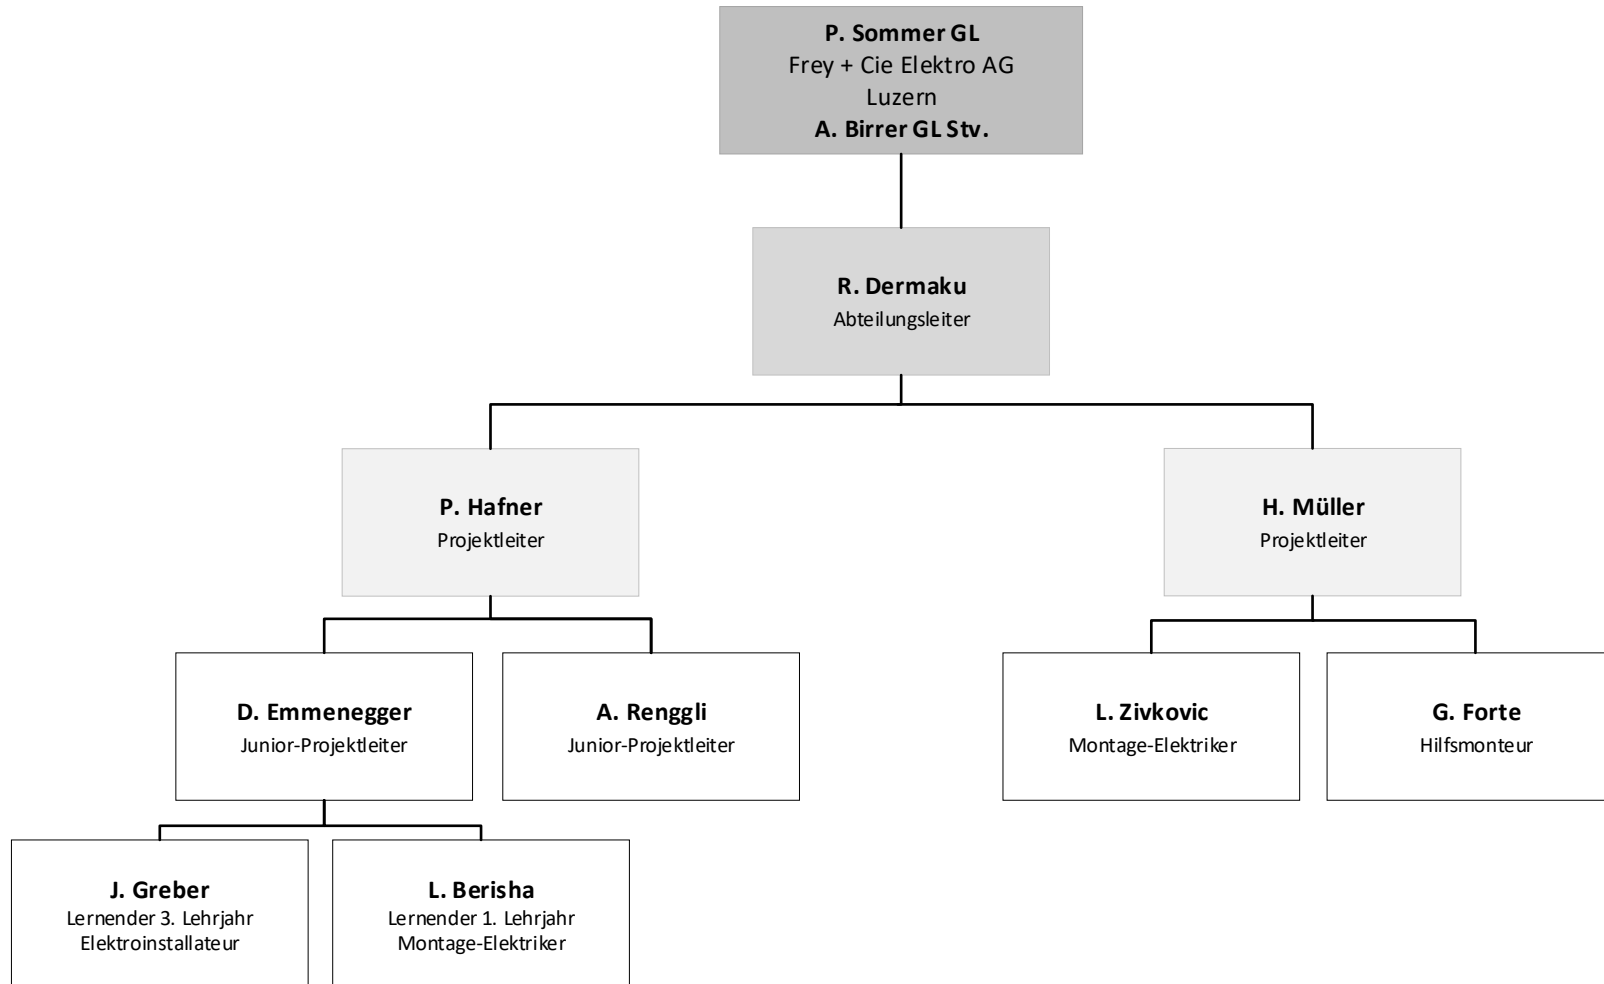 P. Sommer GL
Frey + Cie Elektro AG
Luzern
A. Birrer GL Stv.
R. Dermaku
Abteilungsleiter
P. Hafner
Projektleiter
H. Müller
Projektleiter
D. Emmenegger
Junior-Projektleiter
A. Renggli
Junior-Projektleiter
L. Zivkovic
Montage-Elektriker
G. Forte
Hilfsmonteur
J. Greber
Lernender 3. Lehrjahr
Elektroinstallateur
L. Berisha
Lernender 1. Lehrjahr
Montage-Elektriker